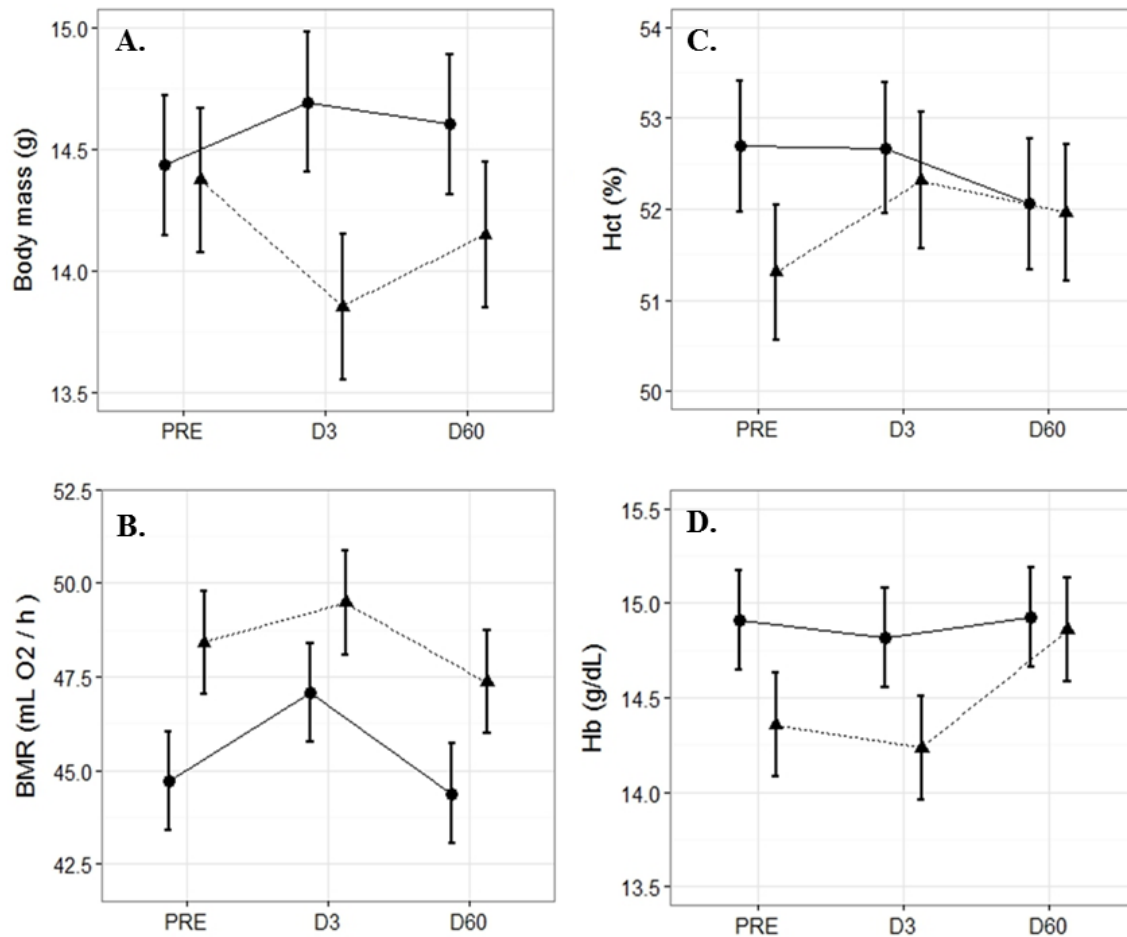 A.
Body mass (g)
15.0
14.5
14.0
13.5
PRE D3 D60
C.
Hct (%)
54
53
52
51
50
PRE D3 D60
B.
BMR (mL O2 / h )
52.5
50.0
47.5
45.0
42.5
PRE D3 D60
D.
Hb (g/dL)
15.5
15.0
14.5
14.0
13.5
PRE D3 D60